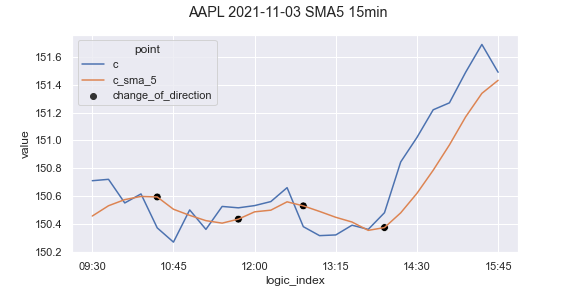 AAPL 2021-11-03 SMA5 15min
point
c
c_sma_5
change_of_direction
value
151.6
151.4
151.2
151.0
150.8
150.6
150.4
150.2
09:30 10:45 12:00 13:15 14:30 15:45
logic_index